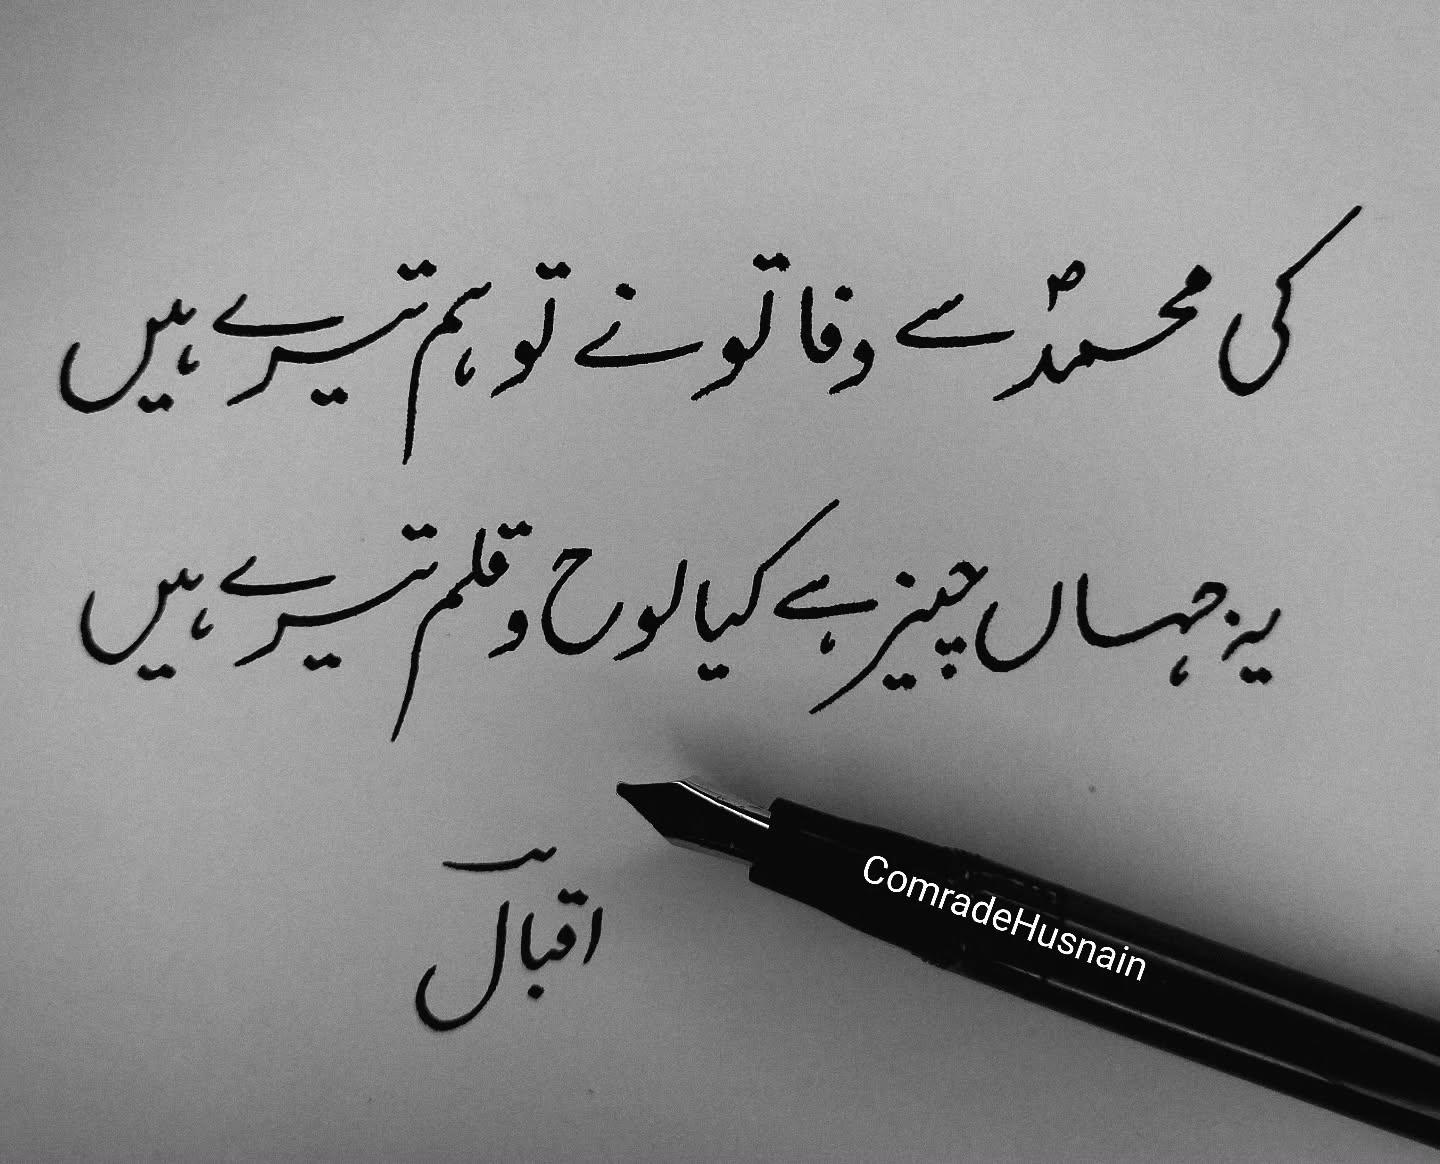 کی محمدؐ سے وفا تو نے تو ہم تیرے ہیں
یہ جہاں چیز ہے کیا لوح و قلم تیرے ہیں
اقبال
ComradeHusnain